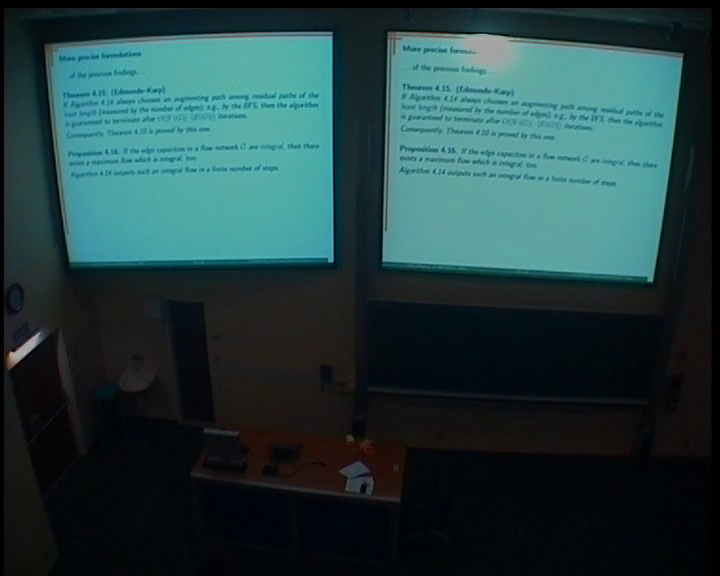 More precise formulations
... of the previous findings...
Theorem 4.15. (Edmonds–Karp)
If Algorithm 4.14 always chooses an augmenting path among residual paths of the
least length (measured by the number of edges), e.g., by the BFS, then the algorithm
is guaranteed to terminate after O(|V(G)| · |E(G)|) iterations.
Consequently, Theorem 4.10 is proved by this one.
Proposition 4.16. If the edge capacities in a flow network G are integral, then there
exists a maximum flow which is integral, too.
Algorithm 4.14 outputs such an integral flow in a finite number of steps.
More precise
... of the previous findings...
Theorem 4.15. (Edmonds–Karp)
If Algorithm 4.14 always chooses an augmenting path among residual paths of the
least length (measured by the number of edges), e.g., by the BFS, then the algorithm
is guaranteed to terminate after O(|V(G)| · |E(G)|) iterations.
Consequently, Theorem 4.10 is proved by this one.
Proposition 4.16. If the edge capacities in a flow network G are integral, then there
exists a maximum flow which is integral, too.
Algorithm 4.14 outputs such an integral flow in a finite number of steps.